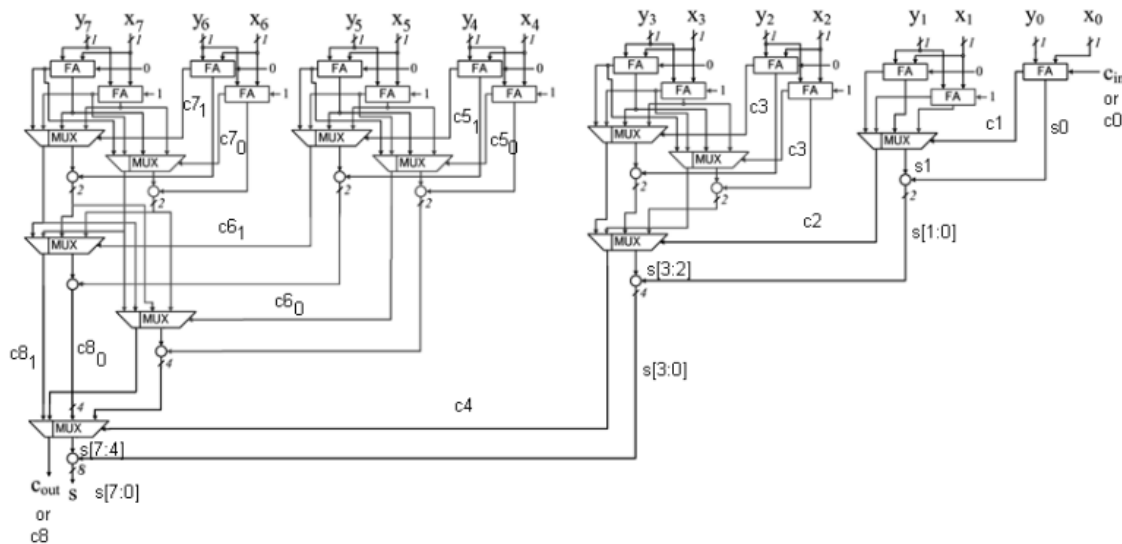 y7 x7 y6 x6 y5 x5 y4 x4 y3 x3 y2 x2 y1 x1 y0 x0
1 1 1 1 1 1 1 1 1 1 1 1 1 1 1 1
FA 0 FA 0 FA 0 FA 0 FA 0 FA 0 FA 0 FA cin
FA 1 FA 1 FA 1 FA 1 FA 1 FA 1 FA 1 or
c0
c71 c51 c3 c1 s0
MUX MUX MUX MUX
c70 c50 c3
MUX MUX MUX s1
2 2 2 2
2 2 2
c61 c2 s[1:0]
MUX MUX
s[3:2]
4
c60
MUX
c81 c80 4 s[3:0]
4 c4
MUX
s[7:4]
8
cout s s[7:0]
or
c8